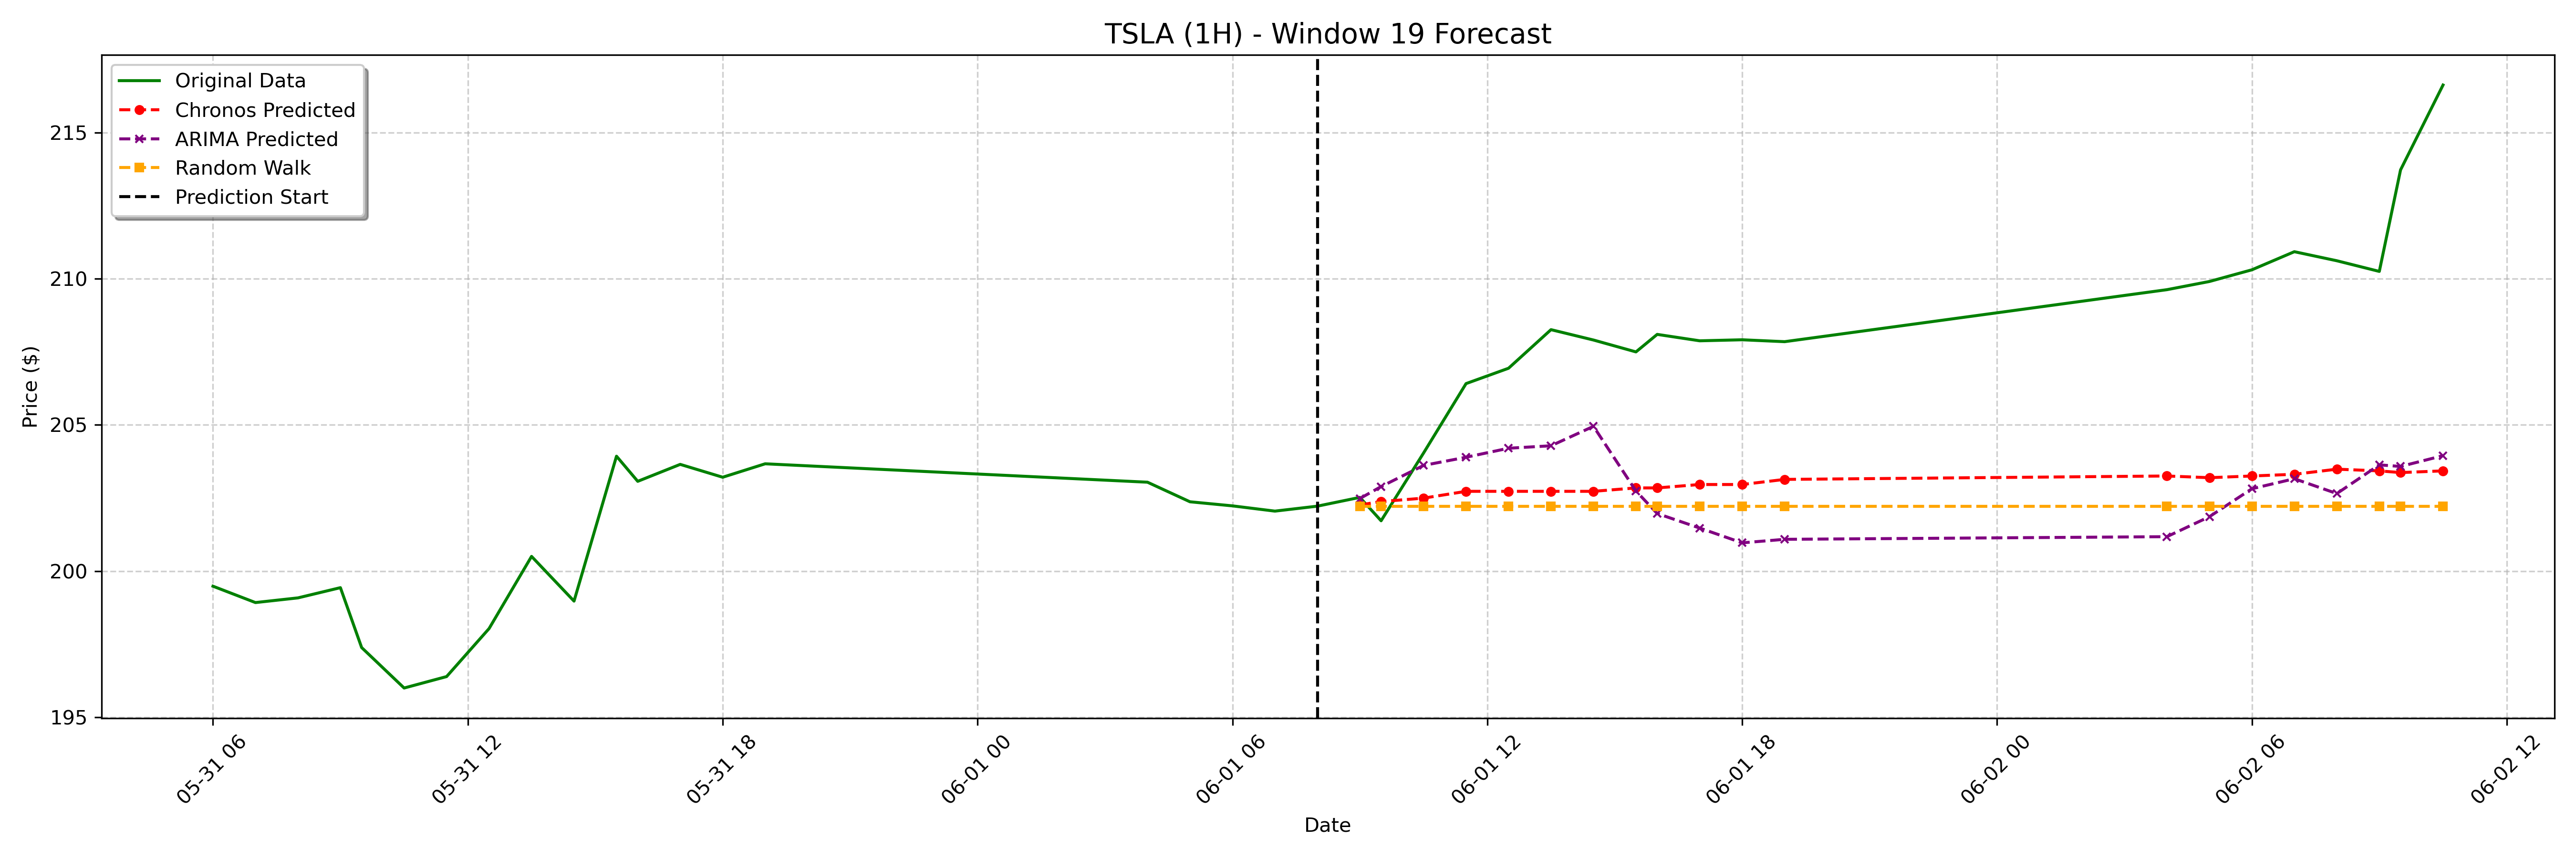 TSLA (1H) - Window 19 Forecast
Original Data
Chronos Predicted
ARIMA Predicted
Random Walk
Prediction Start
Price ($)
215
210
205
200
195
05-31 06
05-31 12
05-31 18
06-01 00
06-01 06
06-01 12
06-01 18
06-02 00
06-02 06
06-02 12
Date